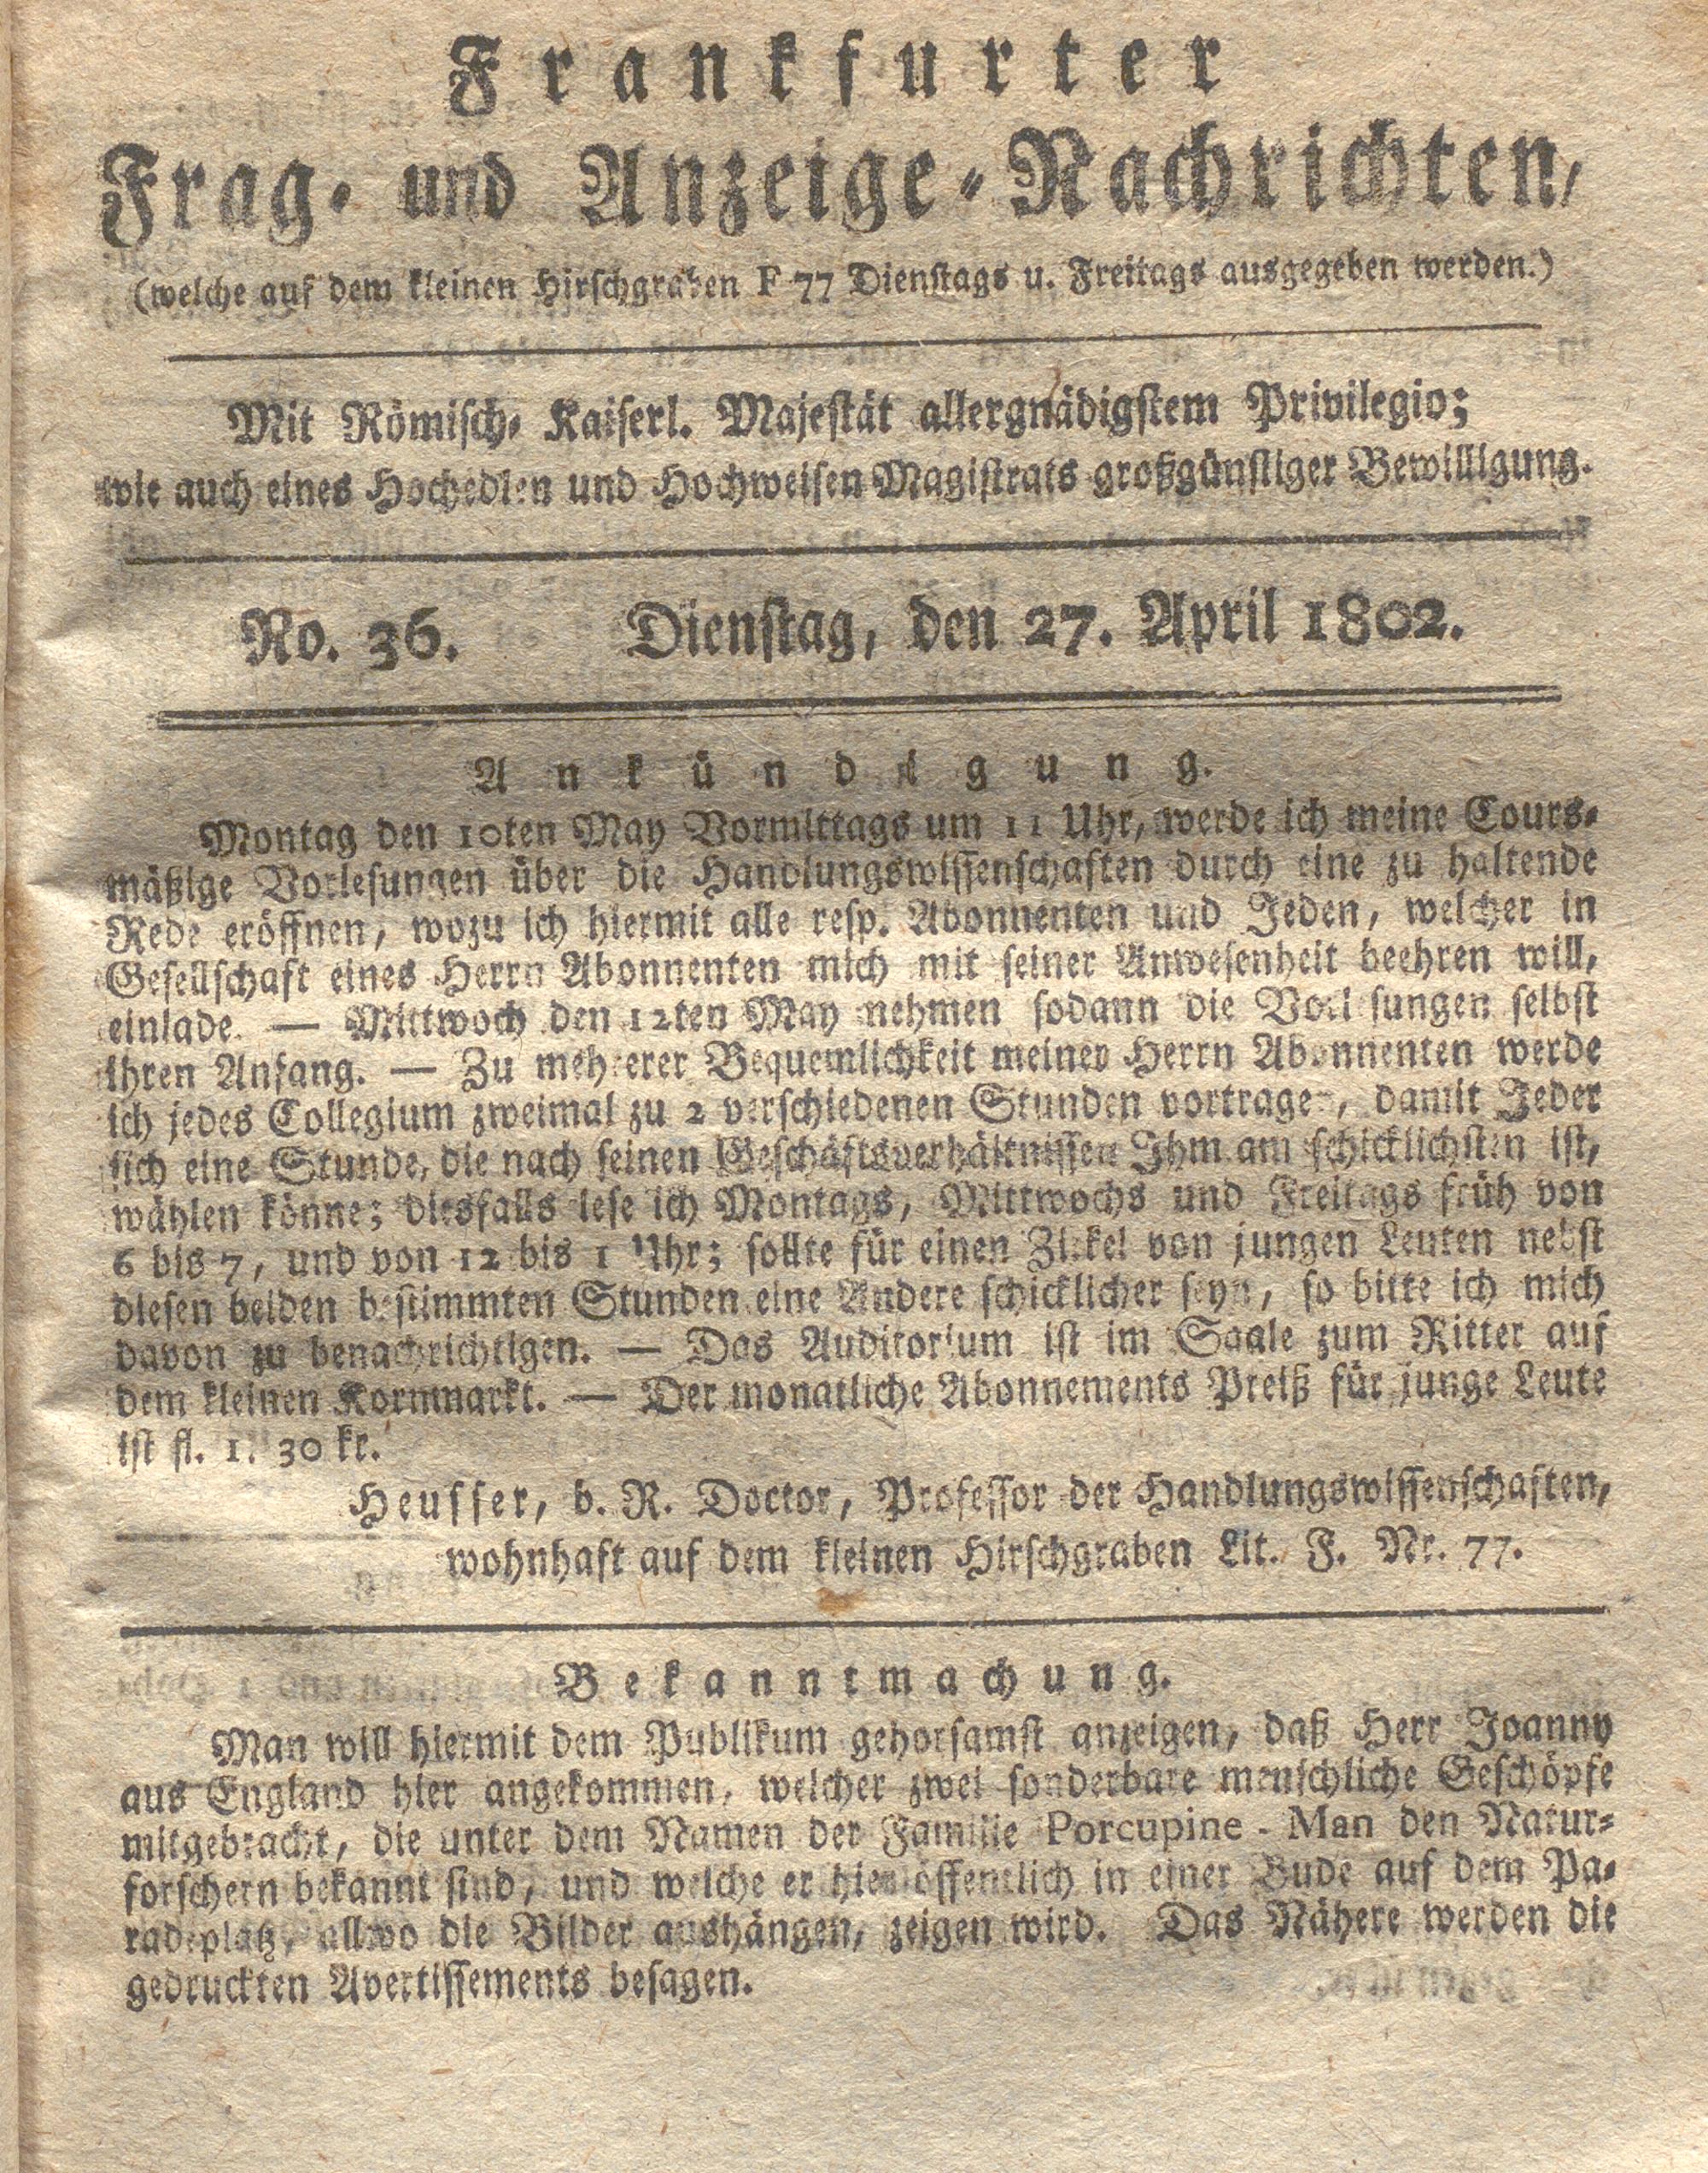 Frankfurter
Frag- und Anzeige-Nachrichten,
(welche auf dem kleinen Hirschgraben F 77 Dienstags u. Freitags ausgegeben werden.)
Mit Römisch- Kaiserl. Majestät allergnädigstem Privilegio;
wie auch eines Hochedlen und Hochweisen Magistrats großgünstiger Bewilligung.
No. 36. Dienstag, den 27. April 1802.
Ankündigung.
Montag den 10ten May Vormittags um 11 Uhr, werde ich meine Cours-
mäßige Vorlesungen über die Handlungswissenschaften durch eine zu haltende
Rede eröffnen, wozu ich hiermit alle resp. Abonnenten und Jeden, welcher in
Gesellschaft eines Herrn Abonnenten mich mit seiner Anwesenheit beehren will,
einlade. — Mittwoch den 12ten May nehmen sodann die Vorlesungen selbst
ihren Anfang. — Zu mehrerer Bequemlichkeit meiner Herrn Abonnenten werde
ich jedes Collegium zweimal zu 2 verschiedenen Stunden vortragen, damit Jeder
sich eine Stunde, die nach seinen Geschäftsverhältnissen Ihm am schicklichsten ist,
wählen könne; diesfalls lese ich Montags, Mittwochs und Freitags früh von
6 bis 7, und von 12 bis 1 Uhr; sollte für einen Zirkel von jungen Leuten nebst
diesen beiden bestimmten Stunden eine Andere schicklicher seyn, so bitte ich mich
davon zu benachrichtigen. — Das Auditorium ist im Saale zum Ritter auf
dem kleinen Kornmarkt. — Der monatliche Abonnements Preiß für junge Leute
ist fl. 1. 30 kr.
Heusser, b. R. Doctor, Professor der Handlungswissenschaften,
wohnhaft auf dem kleinen Hirschgraben Lit. F. Nr. 77.
Bekanntmachung.
Man will hiermit dem Publikum gehorsamst anzeigen, daß Herr Joanny
aus England hier angekommen, welcher zwei sonderbare menschliche Geschöpfe
mitgebracht, die unter dem Namen der Familie Porcupine - Man den Natur-
forschern bekannt sind, und welche er hier öffentlich in einer Bude auf dem Pa-
radeplatz, allwo die Bilder aushängen, zeigen wird. Das Nähere werden die
gedruckten Avertissements besagen.